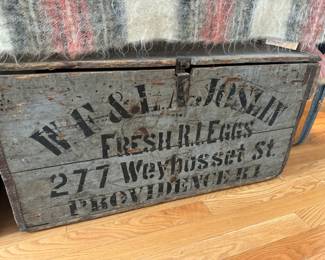 W.F. & L.A. JOSLIN
FRESH R.I. EGGS
277 Weybosset St.
PROVIDENCE R.I.